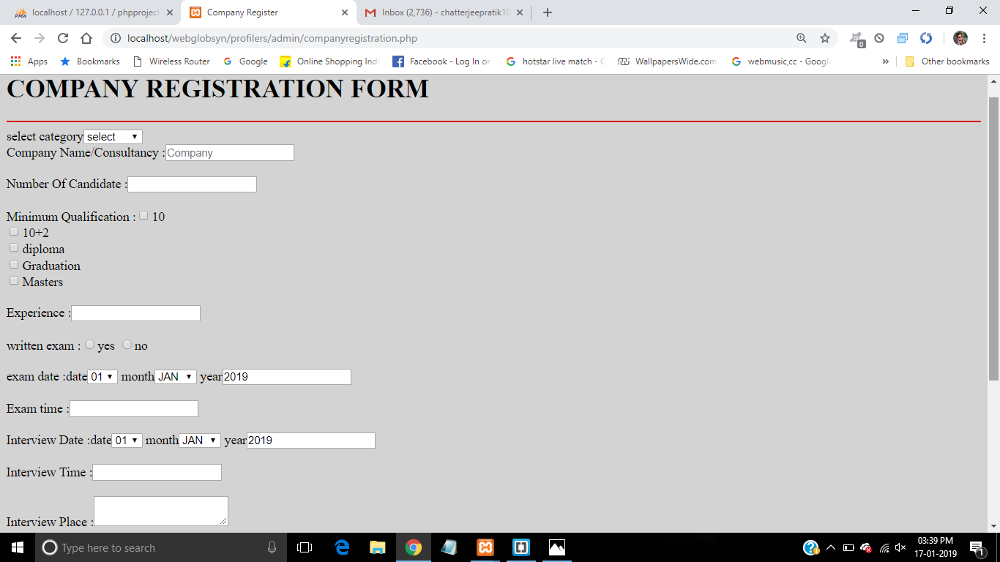 localhost / 127.0.0.1 / phpproject
Company Register
Inbox (2,736) - chatterjeepratik10
localhost/webglobsyn/profilers/admin/companyregistration.php
0
Apps
Bookmarks
Wireless Router
Google
Online Shopping Indi
Facebook - Log In or
hotstar live match - G
WallpapersWide.com
webmusic,cc - Googl
»
Other bookmarks
COMPANY REGISTRATION FORM
select category select
Company Name/Consultancy : Company
Number Of Candidate :
Minimum Qualification : 10
10+2
diploma
Graduation
Masters
Experience :
written exam : yes no
exam date :date 01 month JAN year 2019
Exam time :
Interview Date :date 01 month JAN year 2019
Interview Time :
Interview Place :
Type here to search
03:39 PM
17-01-2019
1